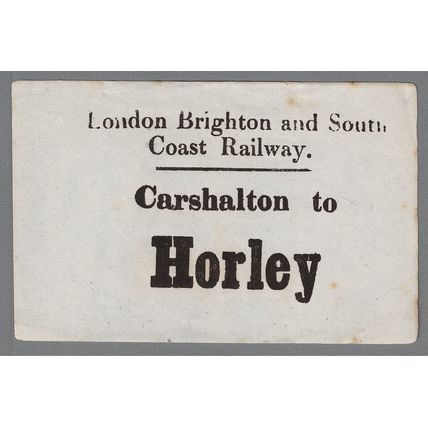 London Brighton and South
Coast Railway.
Carshalton to
Horley